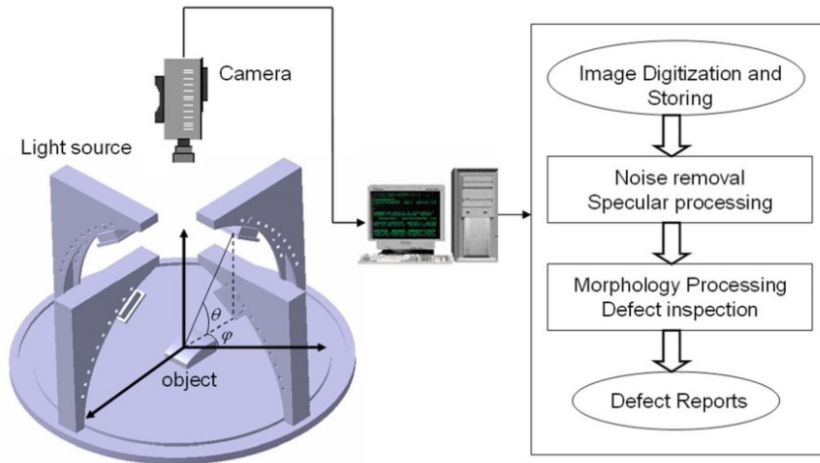 Camera
Light source
θ
φ
object
Image Digitization and
Storing
Noise removal
Specular processing
Morphology Processing
Defect inspection
Defect Reports